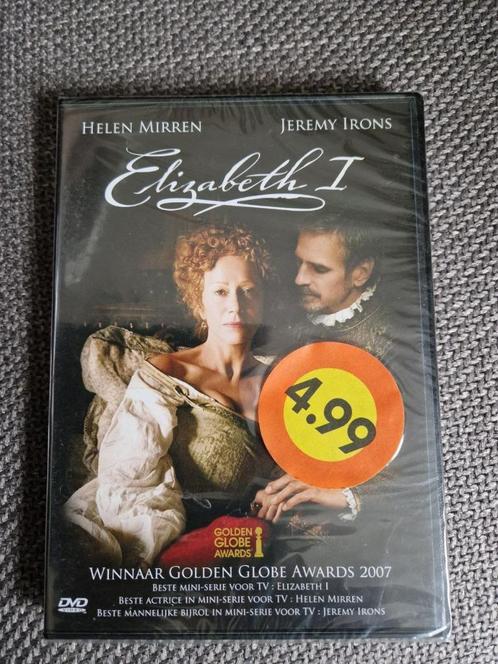 HELEN MIRREN JEREMY IRONS
Elizabeth I
4.99
GOLDEN
GLOBE
AWARDS
WINNAAR GOLDEN GLOBE AWARDS 2007
BESTE MINI-SERIE VOOR TV : ELIZABETH I
BESTE ACTRICE IN MINI-SERIE VOOR TV : HELEN MIRREN
BESTE MANNELIJKE BIJROL IN MINI-SERIE VOOR TV : JEREMY IRONS
DVD
VIDEO